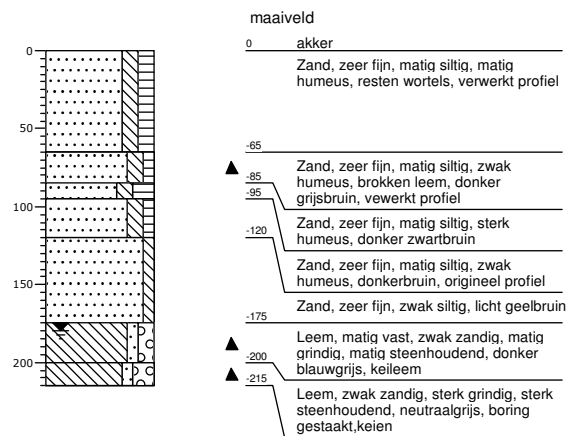 maaiveld
0 akker
Zand, zeer fijn, matig siltig, matig
humeus, resten wortels, verwerkt profiel
-65
Zand, zeer fijn, matig siltig, zwak
humeus, brokken leem, donker
grijsbruin, vewerkt profiel
-85
-95
Zand, zeer fijn, matig siltig, sterk
humeus, donker zwartbruin
-120
Zand, zeer fijn, matig siltig, zwak
humeus, donkerbruin, origineel profiel
Zand, zeer fijn, zwak siltig, licht geelbruin
-175
Leem, matig vast, zwak zandig, matig
grindig, matig steenhoudend, donker
blauwgrijs, keileem
-200
-215
Leem, zwak zandig, sterk grindig, sterk
steenhoudend, neutraalgrijs, boring
gestaakt,keien
0
50
100
150
200